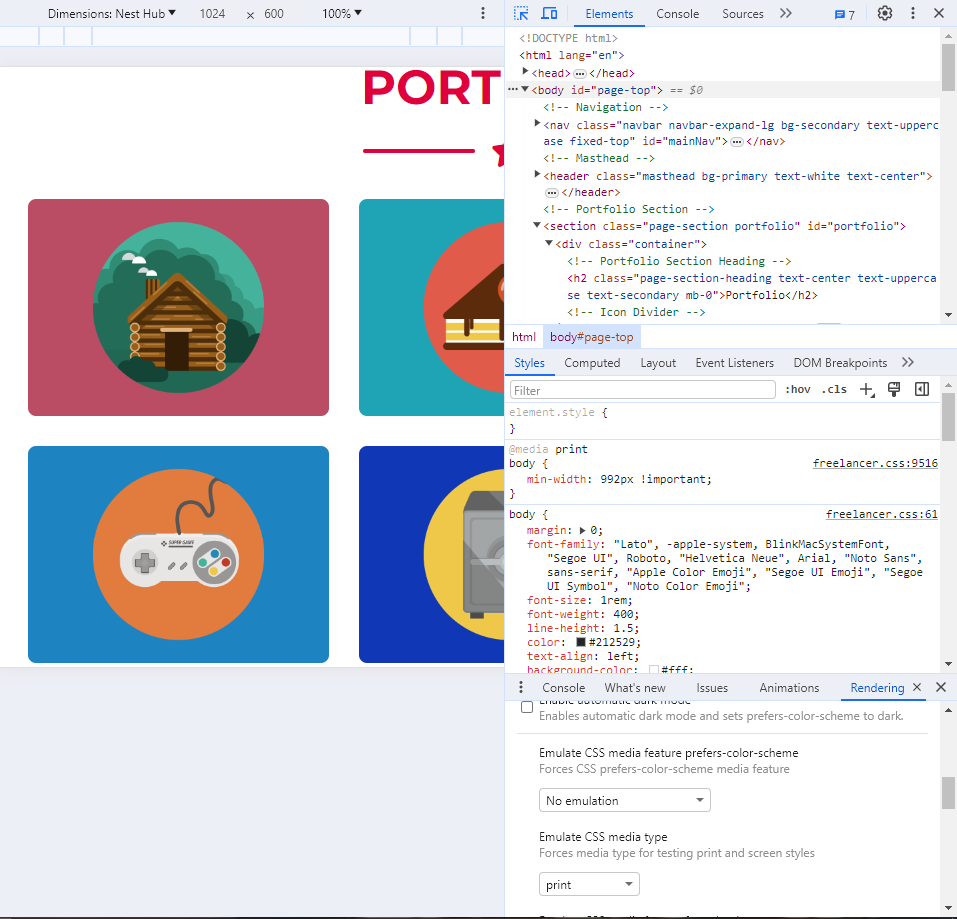 Dimensions: Nest Hub ▼ 1024 × 600 100% ▼
Elements Console Sources » 7
PORT
SUPER GAME
<!DOCTYPE html>
<html lang="en">
▶<head>…</head>
…▼<body id="page-top"> == $0
<!-- Navigation -->
▶<nav class="navbar navbar-expand-lg bg-secondary text-upperc
ase fixed-top" id="mainNav">…</nav>
<!-- Masthead -->
▶<header class="masthead bg-primary text-white text-center">
…</header>
<!-- Portfolio Section -->
▼<section class="page-section portfolio" id="portfolio">
▼<div class="container">
<!-- Portfolio Section Heading -->
<h2 class="page-section-heading text-center text-upperca
se text-secondary mb-0">Portfolio</h2>
<!-- Icon Divider -->
html body#page-top
Styles Computed Layout Event Listeners DOM Breakpoints »
Filter :hov .cls
element.style {
}
@media print
body { freelancer.css:9516
min-width: 992px !important;
}
body { freelancer.css:61
margin: ▶ 0;
font-family: "Lato", -apple-system, BlinkMacSystemFont,
"Segoe UI", Roboto, "Helvetica Neue", Arial, "Noto Sans",
sans-serif, "Apple Color Emoji", "Segoe UI Emoji", "Segoe
UI Symbol", "Noto Color Emoji";
font-size: 1rem;
font-weight: 400;
line-height: 1.5;
color: #212529;
text-align: left;
background-color: #fff;
Console What's new Issues Animations Rendering ×
Enable automatic dark mode
Enables automatic dark mode and sets prefers-color-scheme to dark.
Emulate CSS media feature prefers-color-scheme
Forces CSS prefers-color-scheme media feature
No emulation
Emulate CSS media type
Forces media type for testing print and screen styles
print